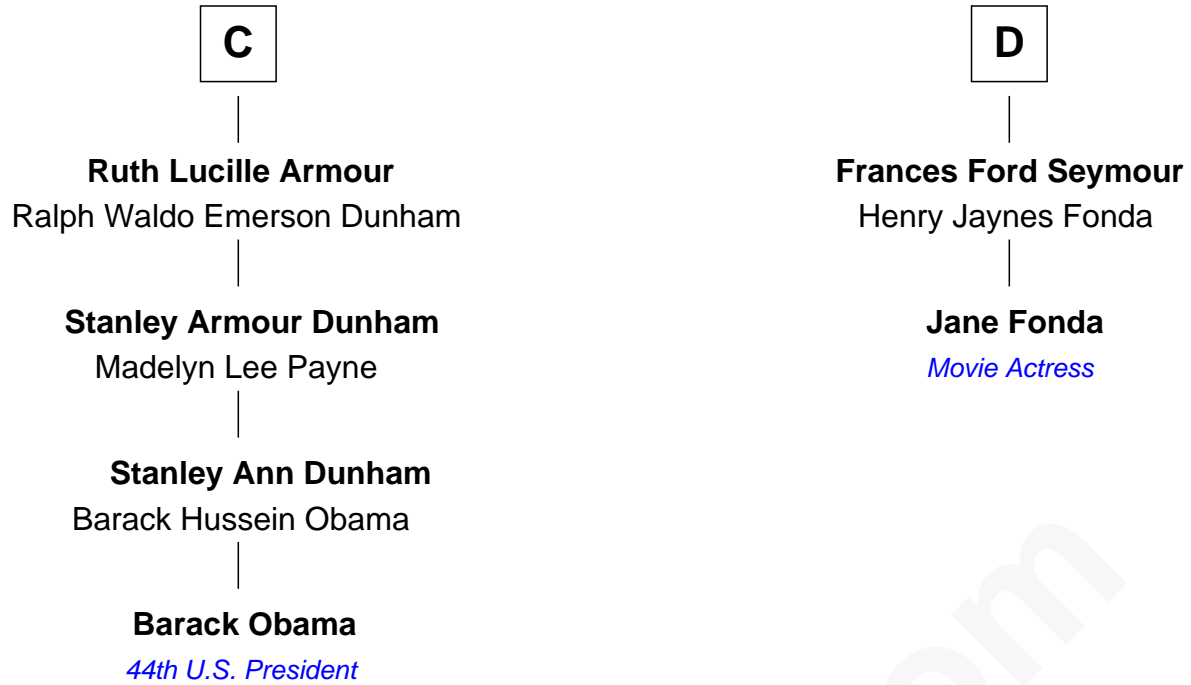 C
Ruth Lucille Armour
Ralph Waldo Emerson Dunham
Stanley Armour Dunham
Madelyn Lee Payne
Stanley Ann Dunham
Barack Hussein Obama
Barack Obama
44th U.S. President
D
Frances Ford Seymour
Henry Jaynes Fonda
Jane Fonda
Movie Actress
om